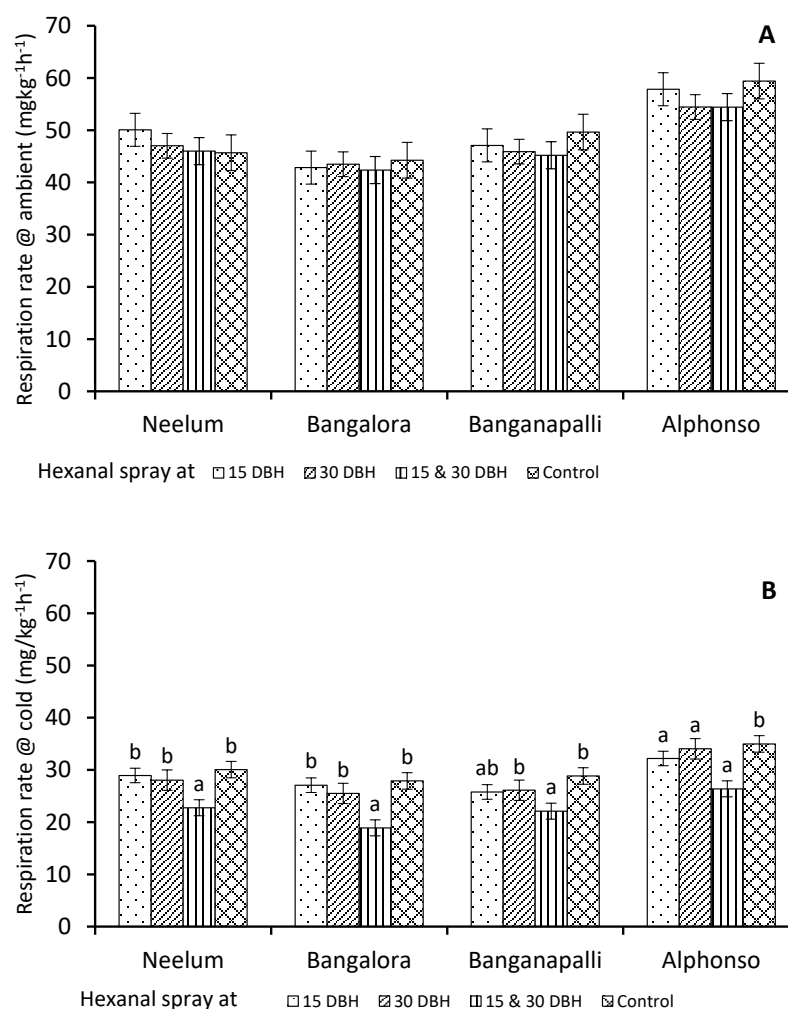 A
Respiration rate @ ambient (mgkg⁻¹h⁻¹)
70
60
50
40
30
20
10
0
Neelum Bangalora Banganapalli Alphonso
Hexanal spray at 15 DBH 30 DBH 15 & 30 DBH Control
B
Respiration rate @ cold (mg/kg⁻¹h⁻¹)
70
60
50
40
30
20
10
0
b b a b b b a b ab b a b a a a b
Neelum Bangalora Banganapalli Alphonso
Hexanal spray at 15 DBH 30 DBH 15 & 30 DBH Control